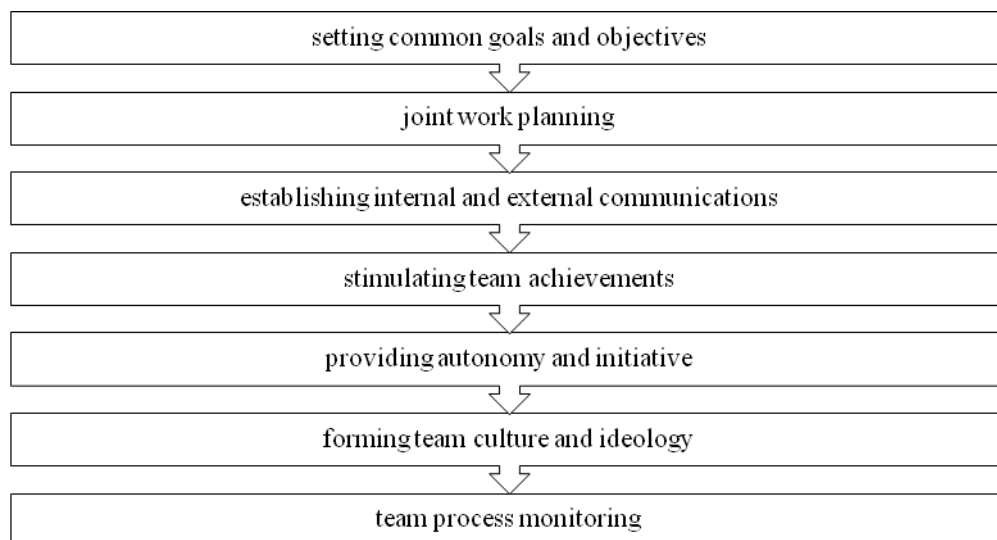 setting common goals and objectives
joint work planning
establishing internal and external communications
stimulating team achievements
providing autonomy and initiative
forming team culture and ideology
team process monitoring